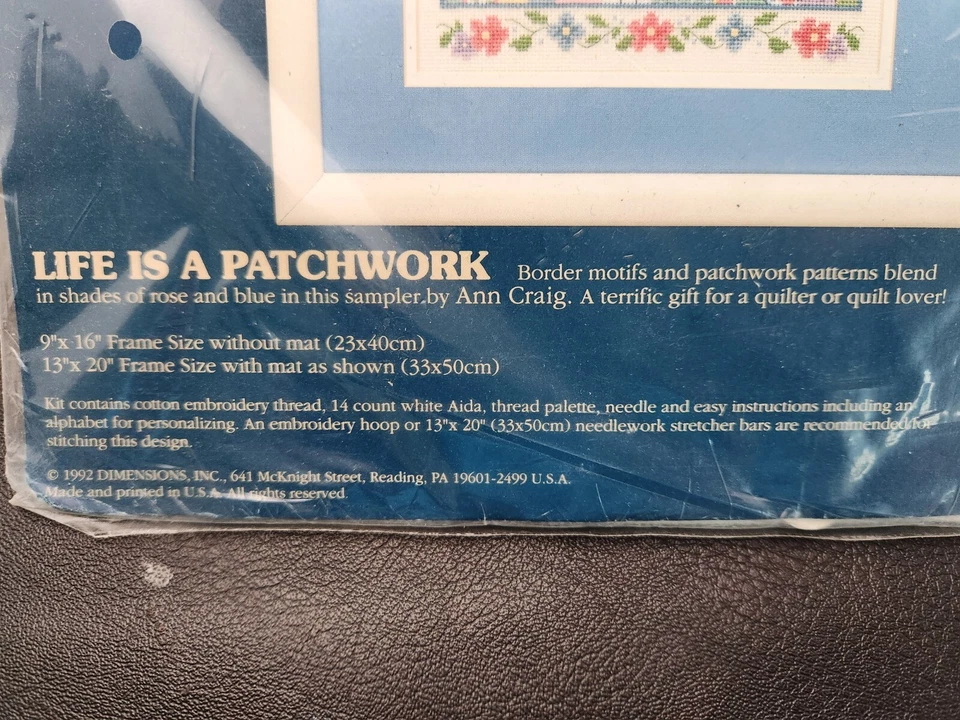 LIFE IS A PATCHWORK Border motifs and patchwork patterns blend
in shades of rose and blue in this sampler by Ann Craig. A terrific gift for a quilter or quilt lover!
9"x 16" Frame Size without mat (23x40cm)
13"x 20" Frame Size with mat as shown (33x50cm)
Kit contains cotton embroidery thread, 14 count white Aida, thread palette, needle and easy instructions including an
alphabet for personalizing. An embroidery hoop or 13"x 20" (33x50cm) needlework stretcher bars are recommended for
stitching this design.
© 1992 DIMENSIONS, INC., 641 McKnight Street, Reading, PA 19601-2499 U.S.A.
Made and printed in U.S.A. All rights reserved.